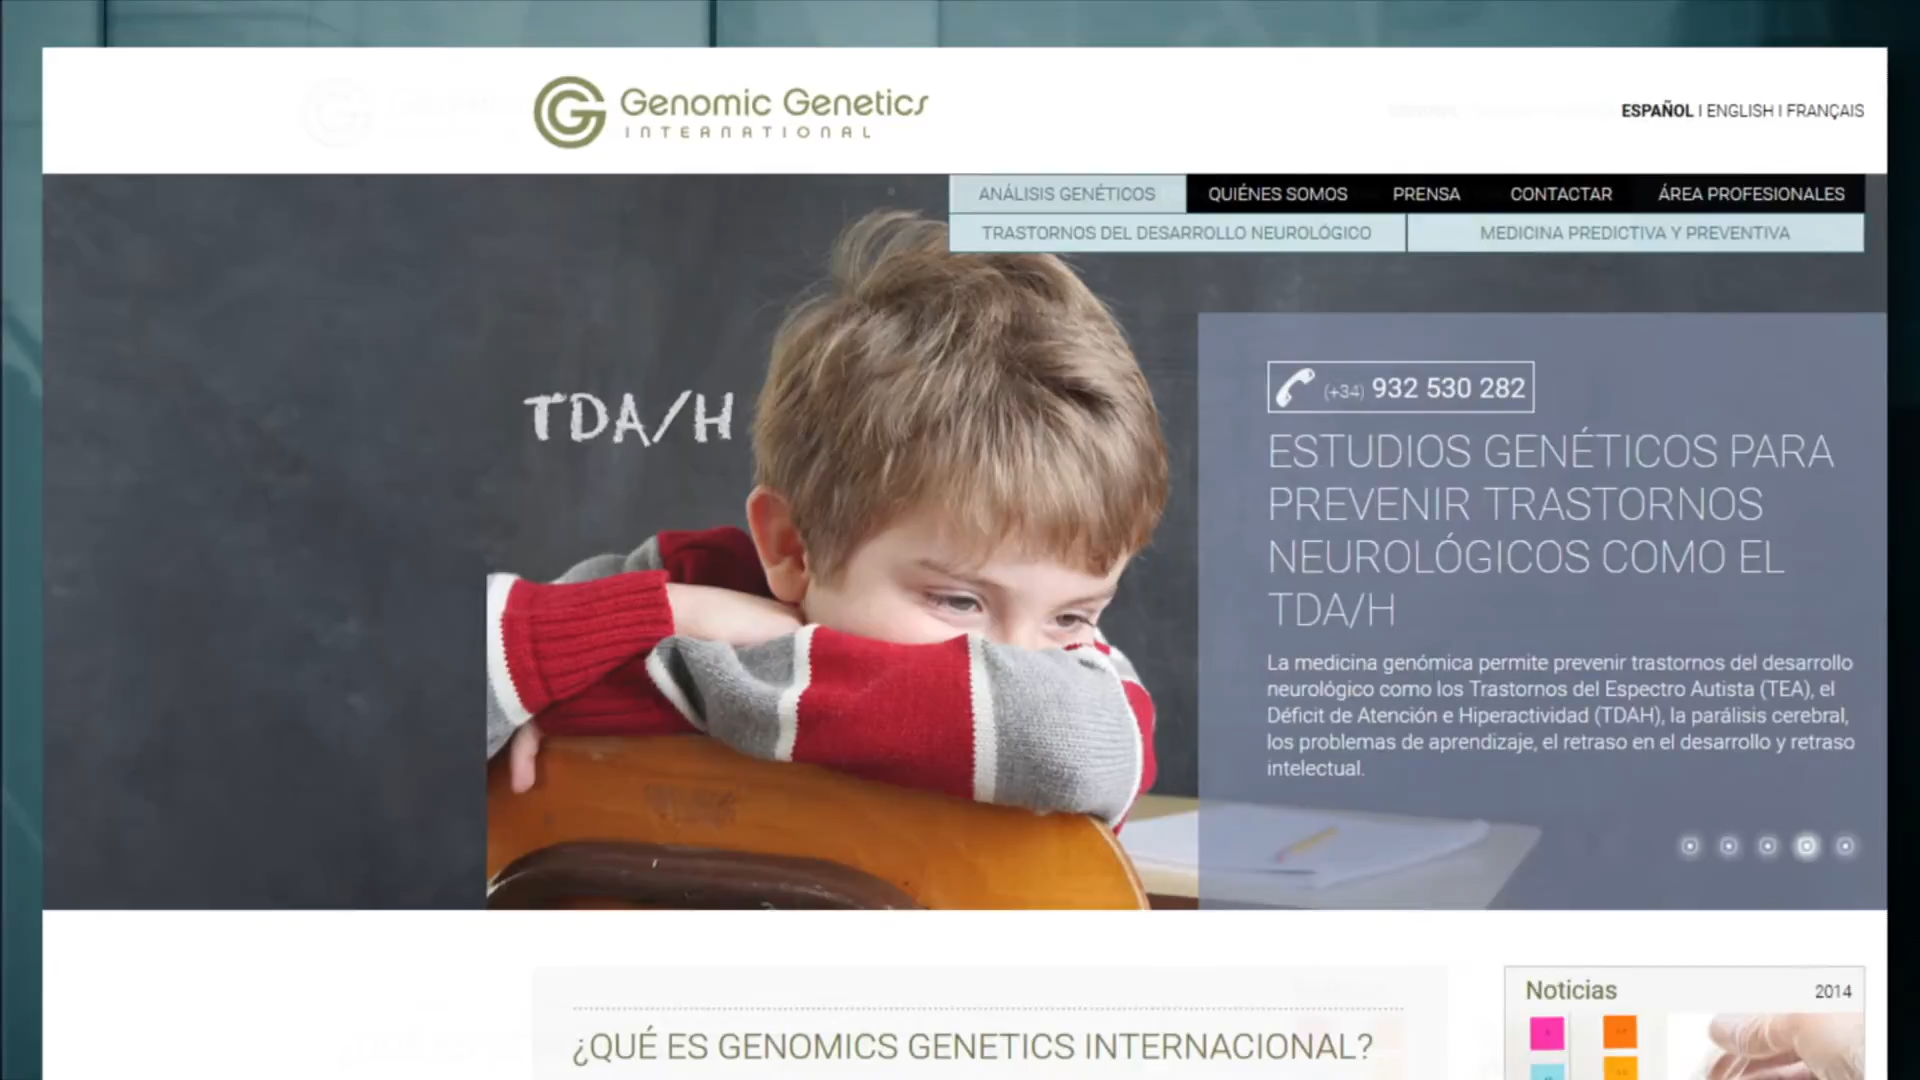 Genomic Genetics
INTERNATIONAL
ESPAÑOL I ENGLISH I FRANÇAIS
ANÁLISIS GENÉTICOS
QUIÉNES SOMOS
PRENSA
CONTACTAR
ÁREA PROFESIONALES
TRASTORNOS DEL DESARROLLO NEUROLÓGICO
MEDICINA PREDICTIVA Y PREVENTIVA
TDA/H
(+34) 932 530 282
ESTUDIOS GENÉTICOS PARA
PREVENIR TRASTORNOS
NEUROLÓGICOS COMO EL
TDA/H
La medicina genómica permite prevenir trastornos del desarrollo
neurológico como los Trastornos del Espectro Autista (TEA), el
Déficit de Atención e Hiperactividad (TDAH), la parálisis cerebral,
los problemas de aprendizaje, el retraso en el desarrollo y retraso
intelectual.
¿QUÉ ES GENOMICS GENETICS INTERNACIONAL?
Noticias
2014